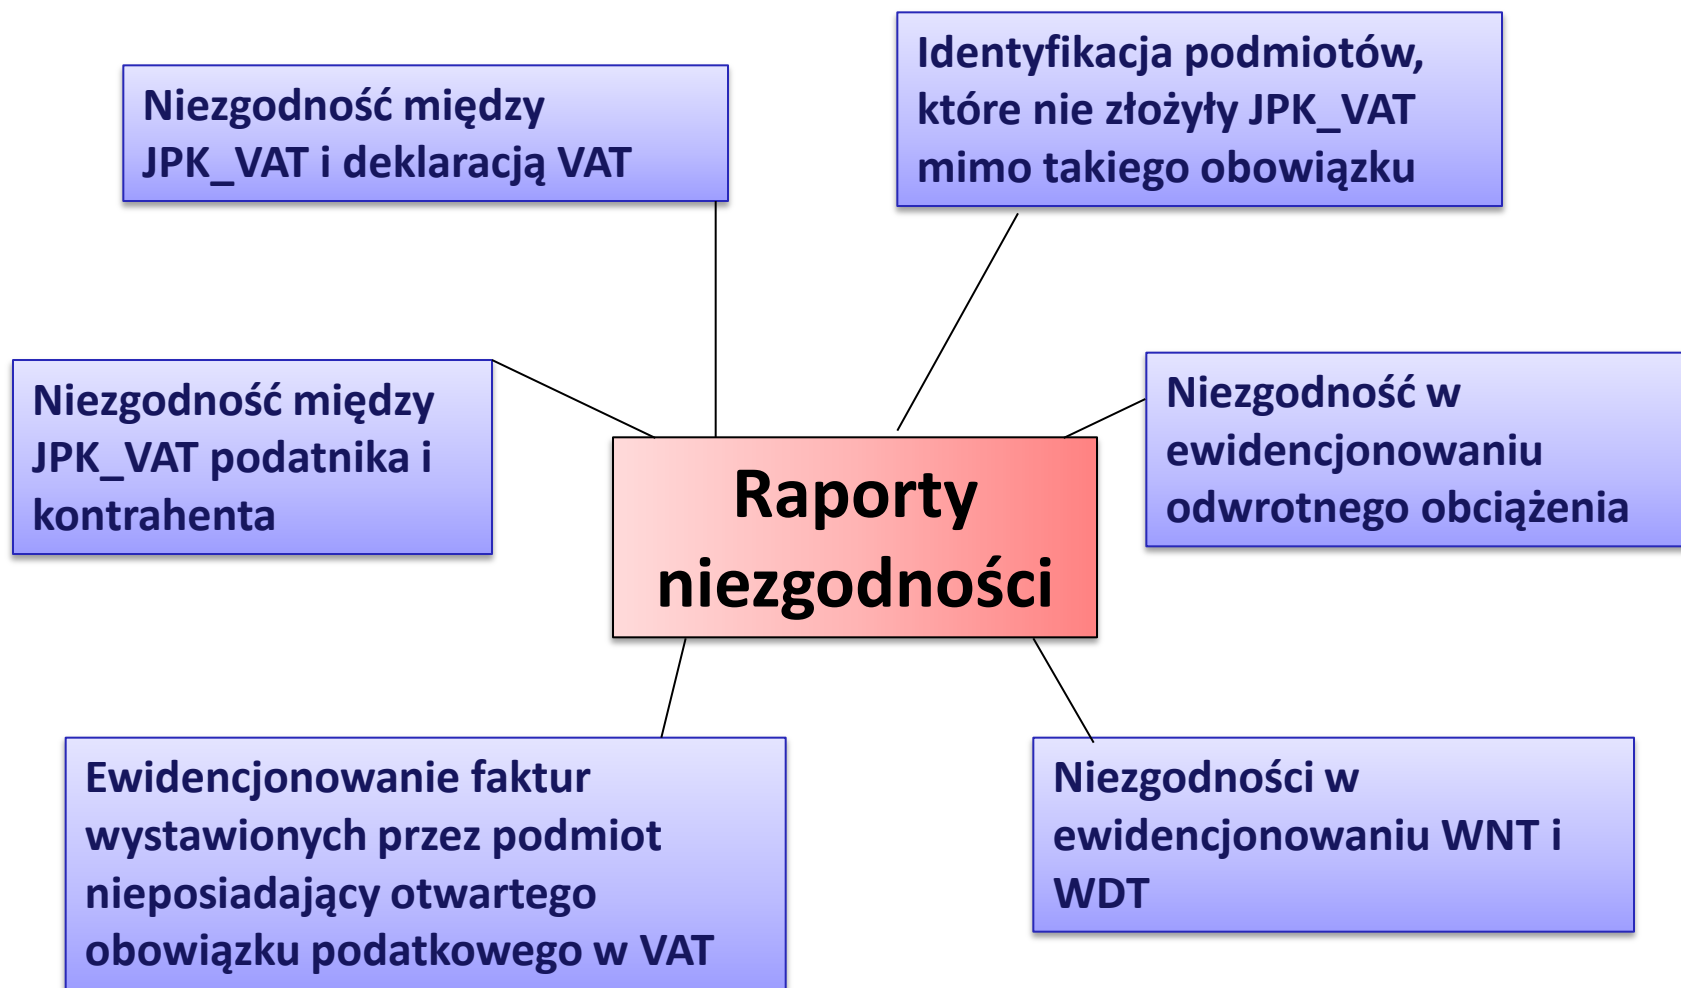 Niezgodność między
JPK_VAT i deklaracją VAT
Identyfikacja podmiotów,
które nie złożyły JPK_VAT
mimo takiego obowiązku
Niezgodność między
JPK_VAT podatnika i
kontrahenta
Niezgodność w
ewidencjonowaniu
odwrotnego obciążenia
Raporty
niezgodności
Ewidencjonowanie faktur
wystawionych przez podmiot
nieposiadający otwartego
obowiązku podatkowego w VAT
Niezgodności w
ewidencjonowaniu WNT i
WDT